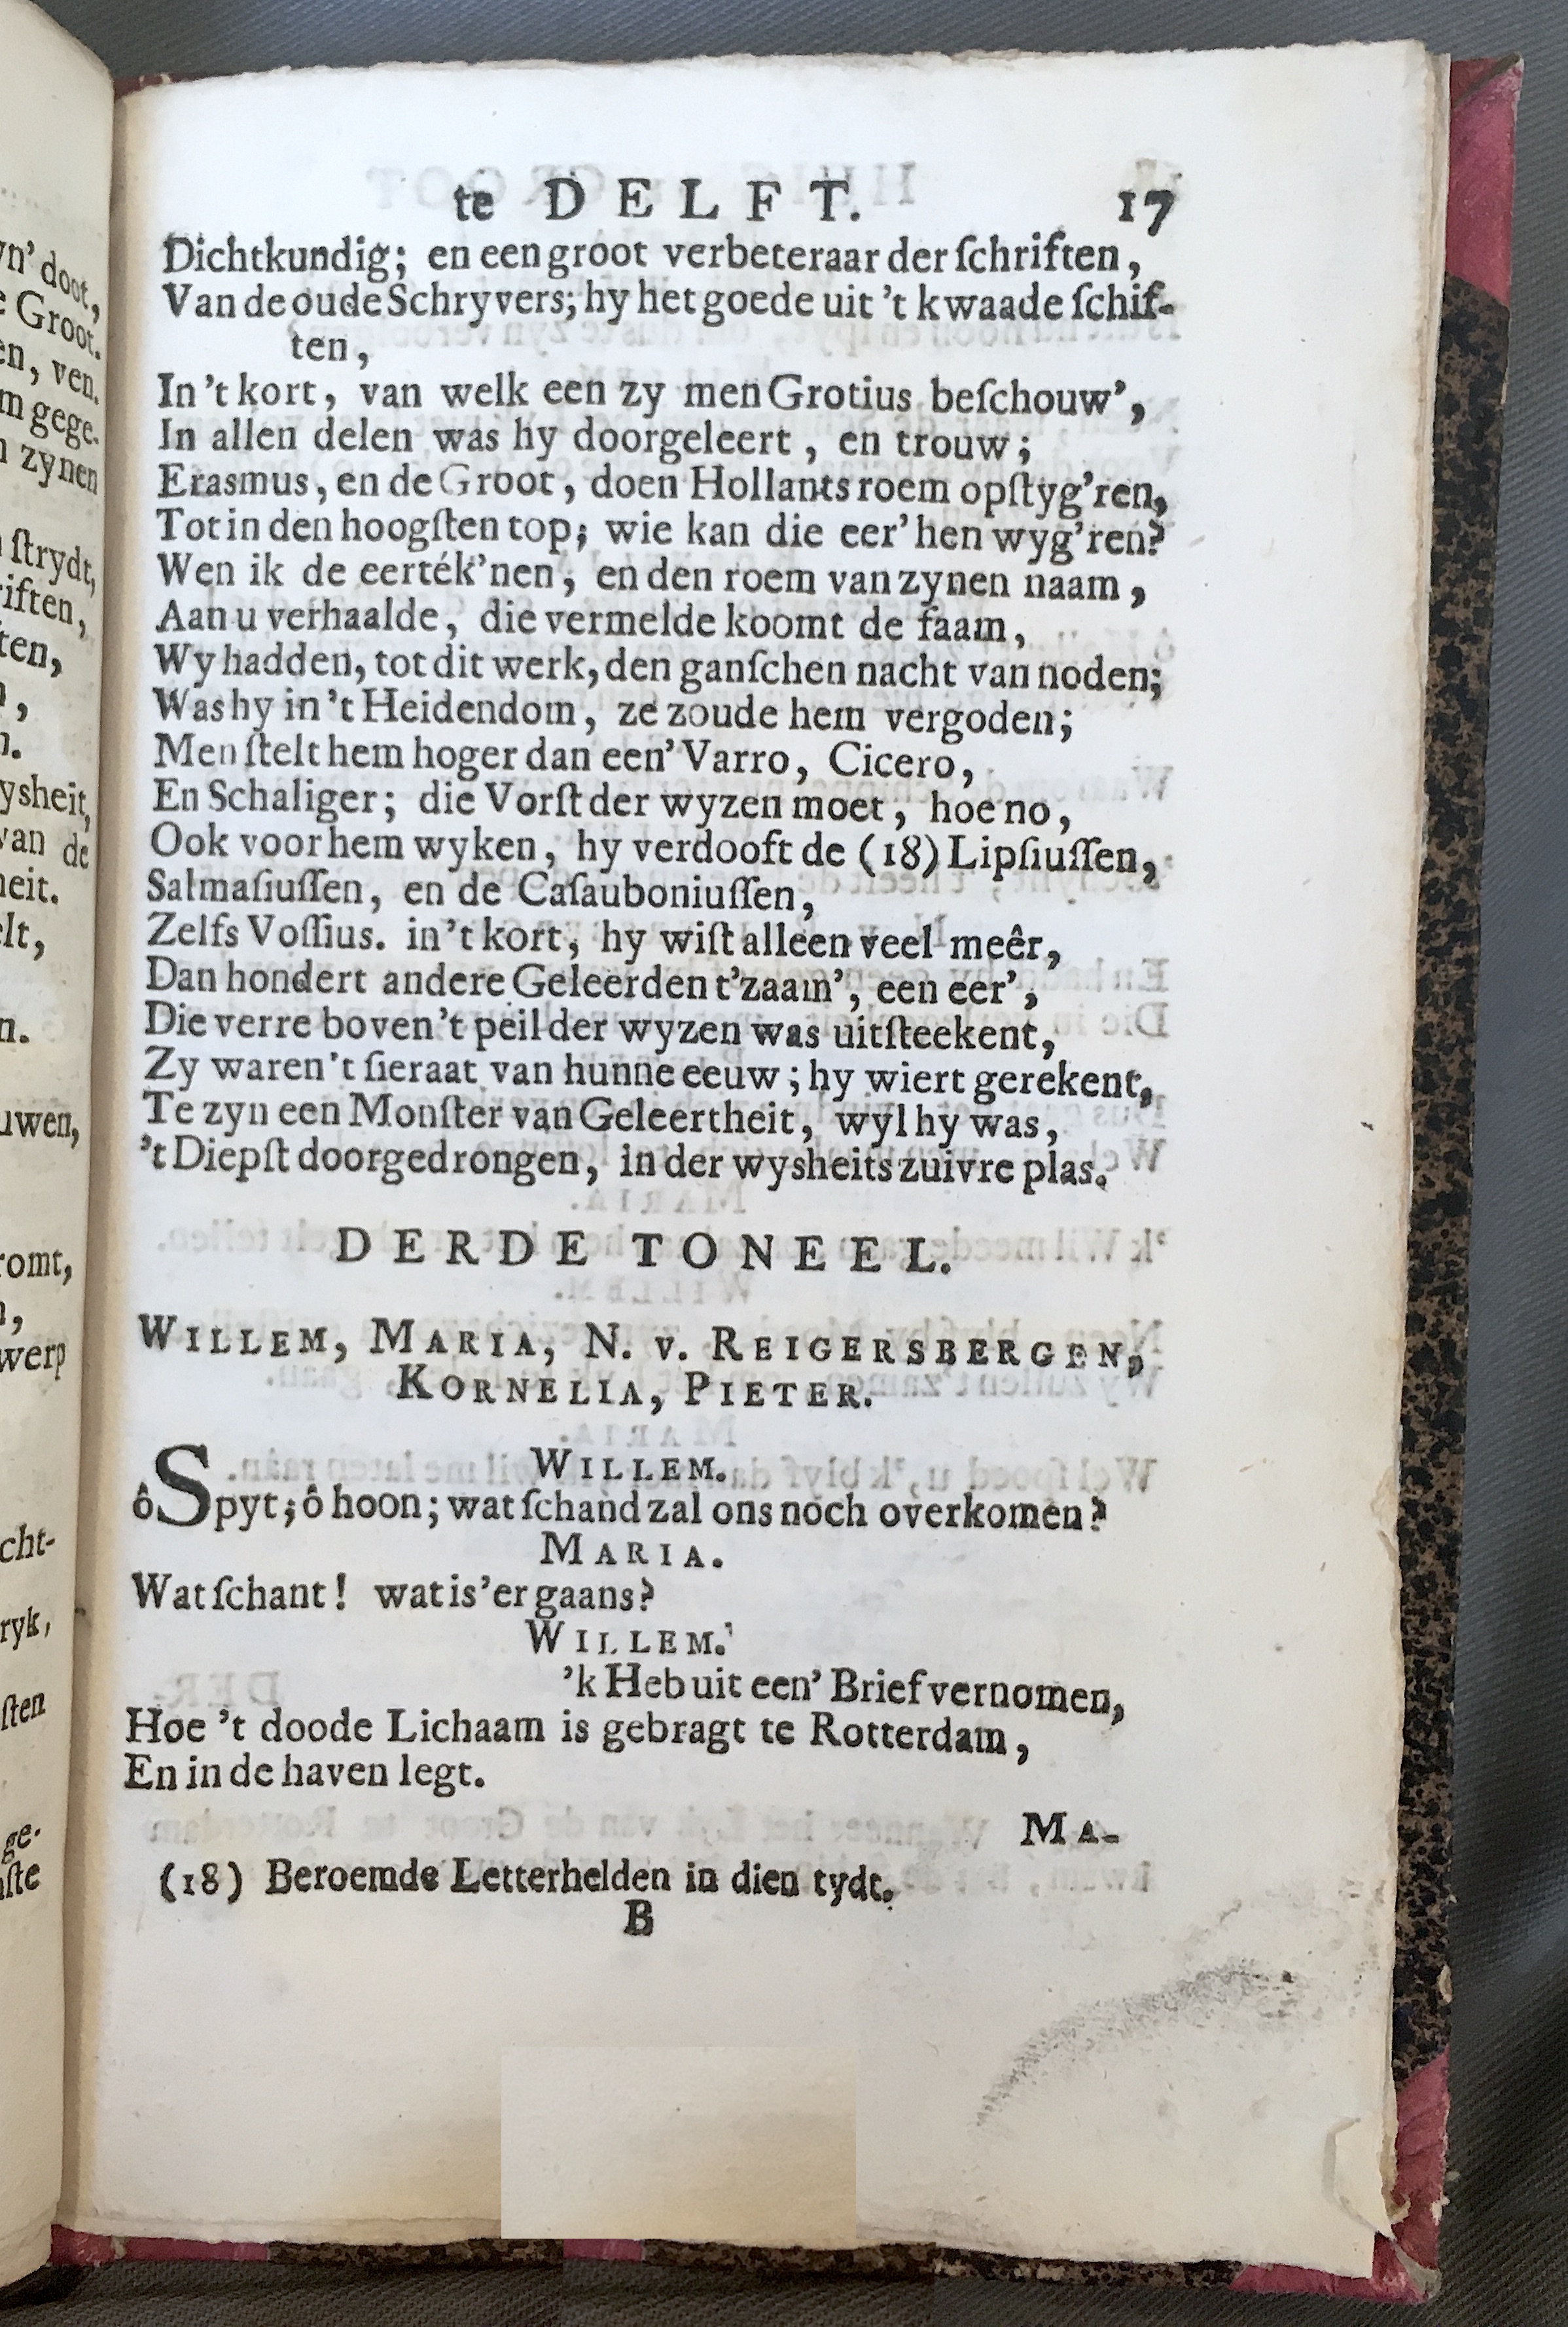 te DELFT. 17
Dichtkundig; en een groot verbeteraar der ſchriften,
Van de oude Schryvers; hy het goede uit 't kwaade ſchif-
ten,
In 't kort, van welk een zy men Grotius beſchouw',
In allen delen was hy doorgeleert, en trouw;
Erasmus, en de Groot, doen Hollants roem opſtyg'ren,
Tot in den hoogſten top; wie kan die eer' hen wyg'ren?
Wen ik de eerték'nen, en den roem van zynen naam,
Aan u verhaalde, die vermelde koomt de faam,
Wy hadden, tot dit werk, den ganſchen nacht van noden;
Was hy in 't Heidendom, ze zoude hem vergoden;
Men ſtelt hem hoger dan een' Varro, Cicero,
En Schaliger; die Vorſt der wyzen moet, hoe no,
Ook voor hem wyken, hy verdooft de (18) Lipſiuſſen,
Salmaſiuſſen, en de Caſauboniuſſen,
Zelfs Voſſius. in 't kort, hy wiſt alleen veel meêr,
Dan hondert andere Geleerden t'zaam', een eer',
Die verre boven 't peil der wyzen was uitſteekent,
Zy waren 't ſieraat van hunne eeuw; hy wiert gerekent,
Te zyn een Monſter van Geleertheit, wyl hy was,
't Diepſt doorgedrongen, in der wysheits zuivre plas.
DERDE TONEEL.
WILLEM, MARIA, N. v. REIGERSBERGEN,
KORNELIA, PIETER.
WILLEM.
ô Spyt; ô hoon; wat ſchand zal ons noch overkomen?
MARIA.
Wat ſchant! wat is 'er gaans?
WILLEM.
'k Heb uit een' Brief vernomen,
Hoe 't doode Lichaam is gebragt te Rotterdam,
En in de haven legt.
MA-
(18) Beroemde Letterhelden in dien tydt.
B